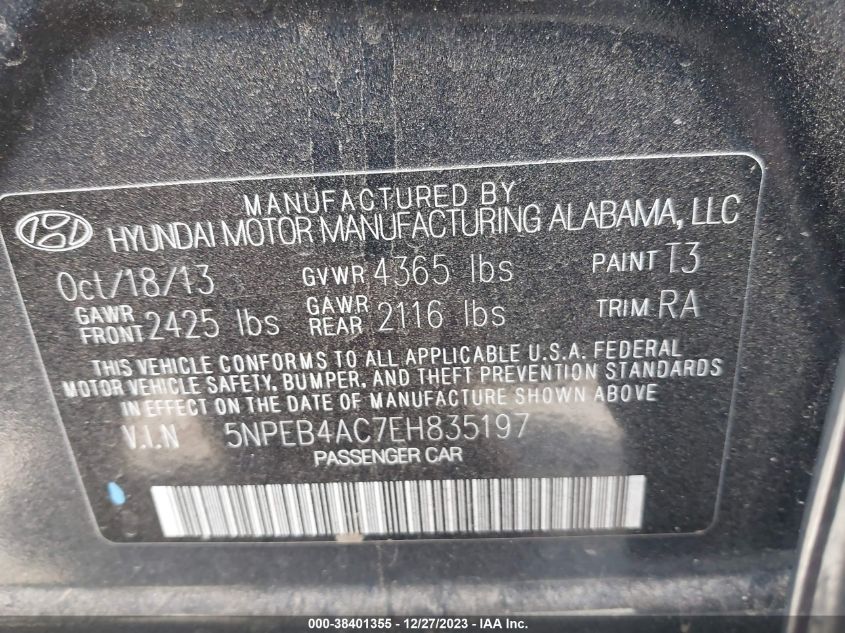 MANUFACTURED BY
HYUNDAI MOTOR MANUFACTURING ALABAMA, LLC
Oct/18/13 GVWR 4365 lbs PAINT T3
GAWR FRONT 2425 lbs GAWR REAR 2116 lbs TRIM RA
THIS VEHICLE CONFORMS TO ALL APPLICABLE U.S.A. FEDERAL
MOTOR VEHICLE SAFETY, BUMPER, AND THEFT PREVENTION STANDARDS
IN EFFECT ON THE DATE OF MANUFACTURE SHOWN ABOVE
V.I.N 5NPEB4AC7EH835197
PASSENGER CAR
000-38401355 - 12/27/2023 - IAA Inc.